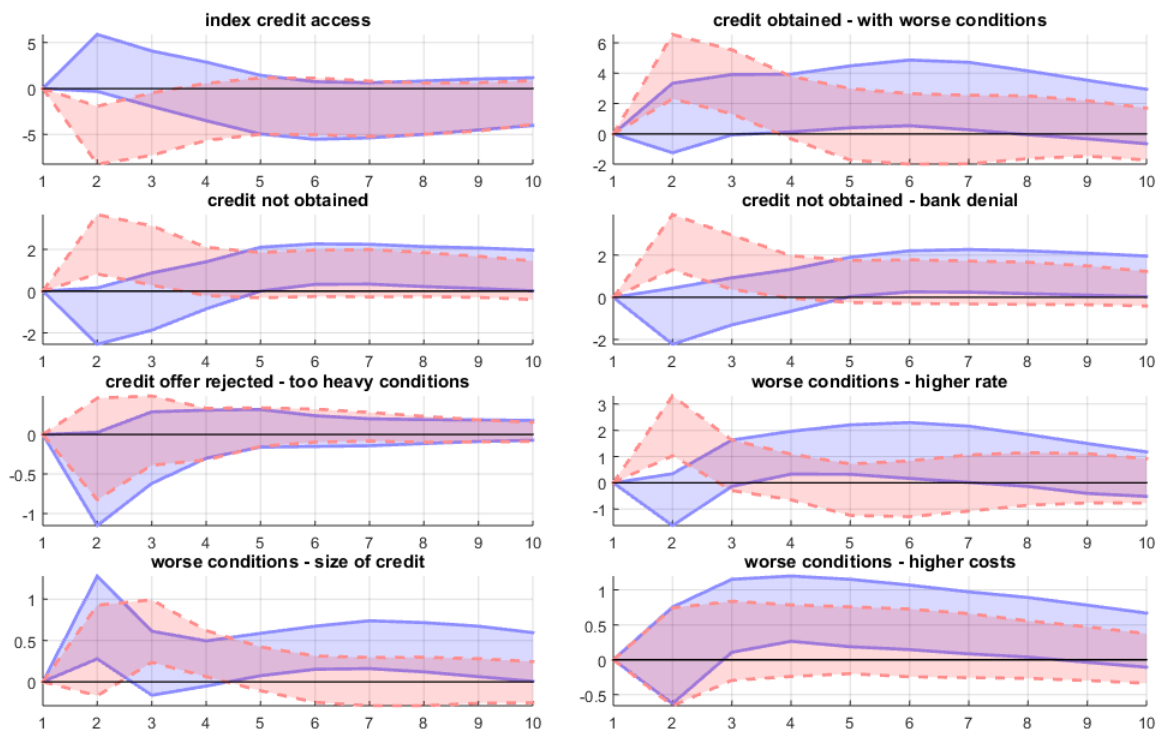 index credit access
5
0
-5
1 2 3 4 5 6 7 8 9 10
credit obtained - with worse conditions
6
4
2
0
-2
1 2 3 4 5 6 7 8 9 10
credit not obtained
2
0
-2
1 2 3 4 5 6 7 8 9 10
credit not obtained - bank denial
2
0
-2
1 2 3 4 5 6 7 8 9 10
credit offer rejected - too heavy conditions
0
-0.5
-1
1 2 3 4 5 6 7 8 9 10
worse conditions - higher rate
3
2
1
0
-1
1 2 3 4 5 6 7 8 9 10
worse conditions - size of credit
1
0.5
0
1 2 3 4 5 6 7 8 9 10
worse conditions - higher costs
1
0.5
0
-0.5
1 2 3 4 5 6 7 8 9 10